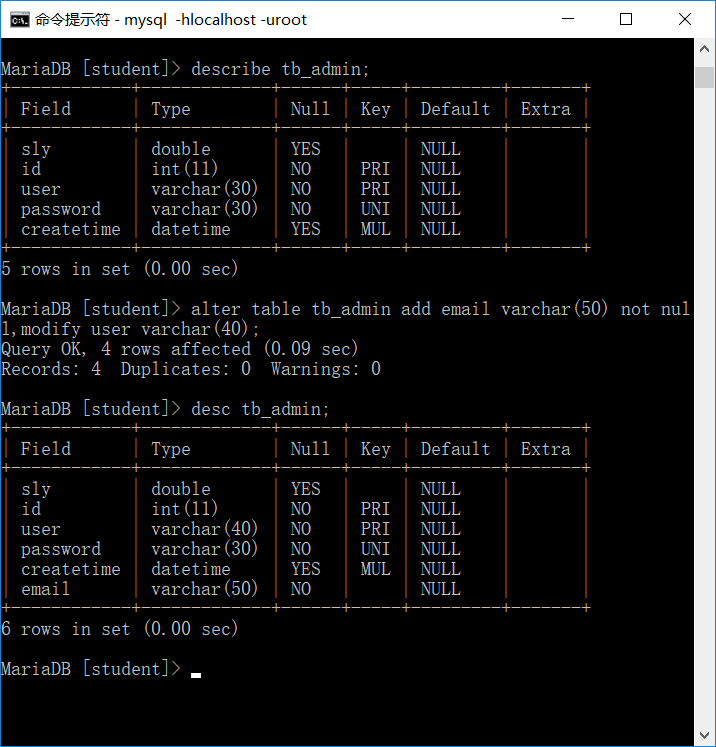 命令提示符 - mysql  -hlocalhost -uroot
MariaDB [student]> describe tb_admin;
+------------+-------------+------+-----+---------+-------+
| Field      | Type        | Null | Key | Default | Extra |
+------------+-------------+------+-----+---------+-------+
| sly        | double      | YES  |     | NULL    |       |
| id         | int(11)     | NO   | PRI | NULL    |       |
| user       | varchar(30) | NO   | PRI | NULL    |       |
| password   | varchar(30) | NO   | UNI | NULL    |       |
| createtime | datetime    | YES  | MUL | NULL    |       |
+------------+-------------+------+-----+---------+-------+
5 rows in set (0.00 sec)
MariaDB [student]> alter table tb_admin add email varchar(50) not nul
l,modify user varchar(40);
Query OK, 4 rows affected (0.09 sec)
Records: 4  Duplicates: 0  Warnings: 0
MariaDB [student]> desc tb_admin;
+------------+-------------+------+-----+---------+-------+
| Field      | Type        | Null | Key | Default | Extra |
+------------+-------------+------+-----+---------+-------+
| sly        | double      | YES  |     | NULL    |       |
| id         | int(11)     | NO   | PRI | NULL    |       |
| user       | varchar(40) | NO   | PRI | NULL    |       |
| password   | varchar(30) | NO   | UNI | NULL    |       |
| createtime | datetime    | YES  | MUL | NULL    |       |
| email      | varchar(50) | NO   |     | NULL    |       |
+------------+-------------+------+-----+---------+-------+
6 rows in set (0.00 sec)
MariaDB [student]>